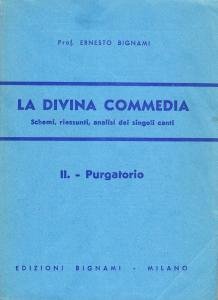 Prof. ERNESTO BIGNAMI
LA DIVINA COMMEDIA
Schemi, riassunti, analisi dei singoli canti
II. - Purgatorio
EDIZIONI BIGNAMI - MILANO